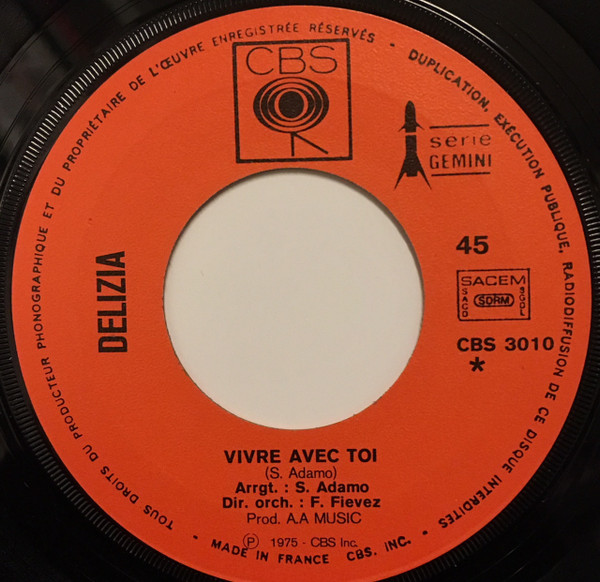 TOUS DROITS DU PRODUCTEUR PHONOGRAPHIQUE ET DU PROPRIÉTAIRE DE L'ŒUVRE ENREGISTRÉE RÉSERVÉS - DUPLICATION, EXÉCUTION PUBLIQUE, RADIODIFFUSION DE CE DISQUE INTERDITES -
CBS
serie
GEMINI
DELIZIA
45
SACEM
SACD SDRM SGDL
CBS 3010
*
VIVRE AVEC TOI
(S. Adamo)
Arrgt. : S. Adamo
Dir. orch. : F. Fievez
Prod. A.A MUSIC
Ⓟ 1975 - CBS Inc.
- MADE IN FRANCE CBS. INC. -